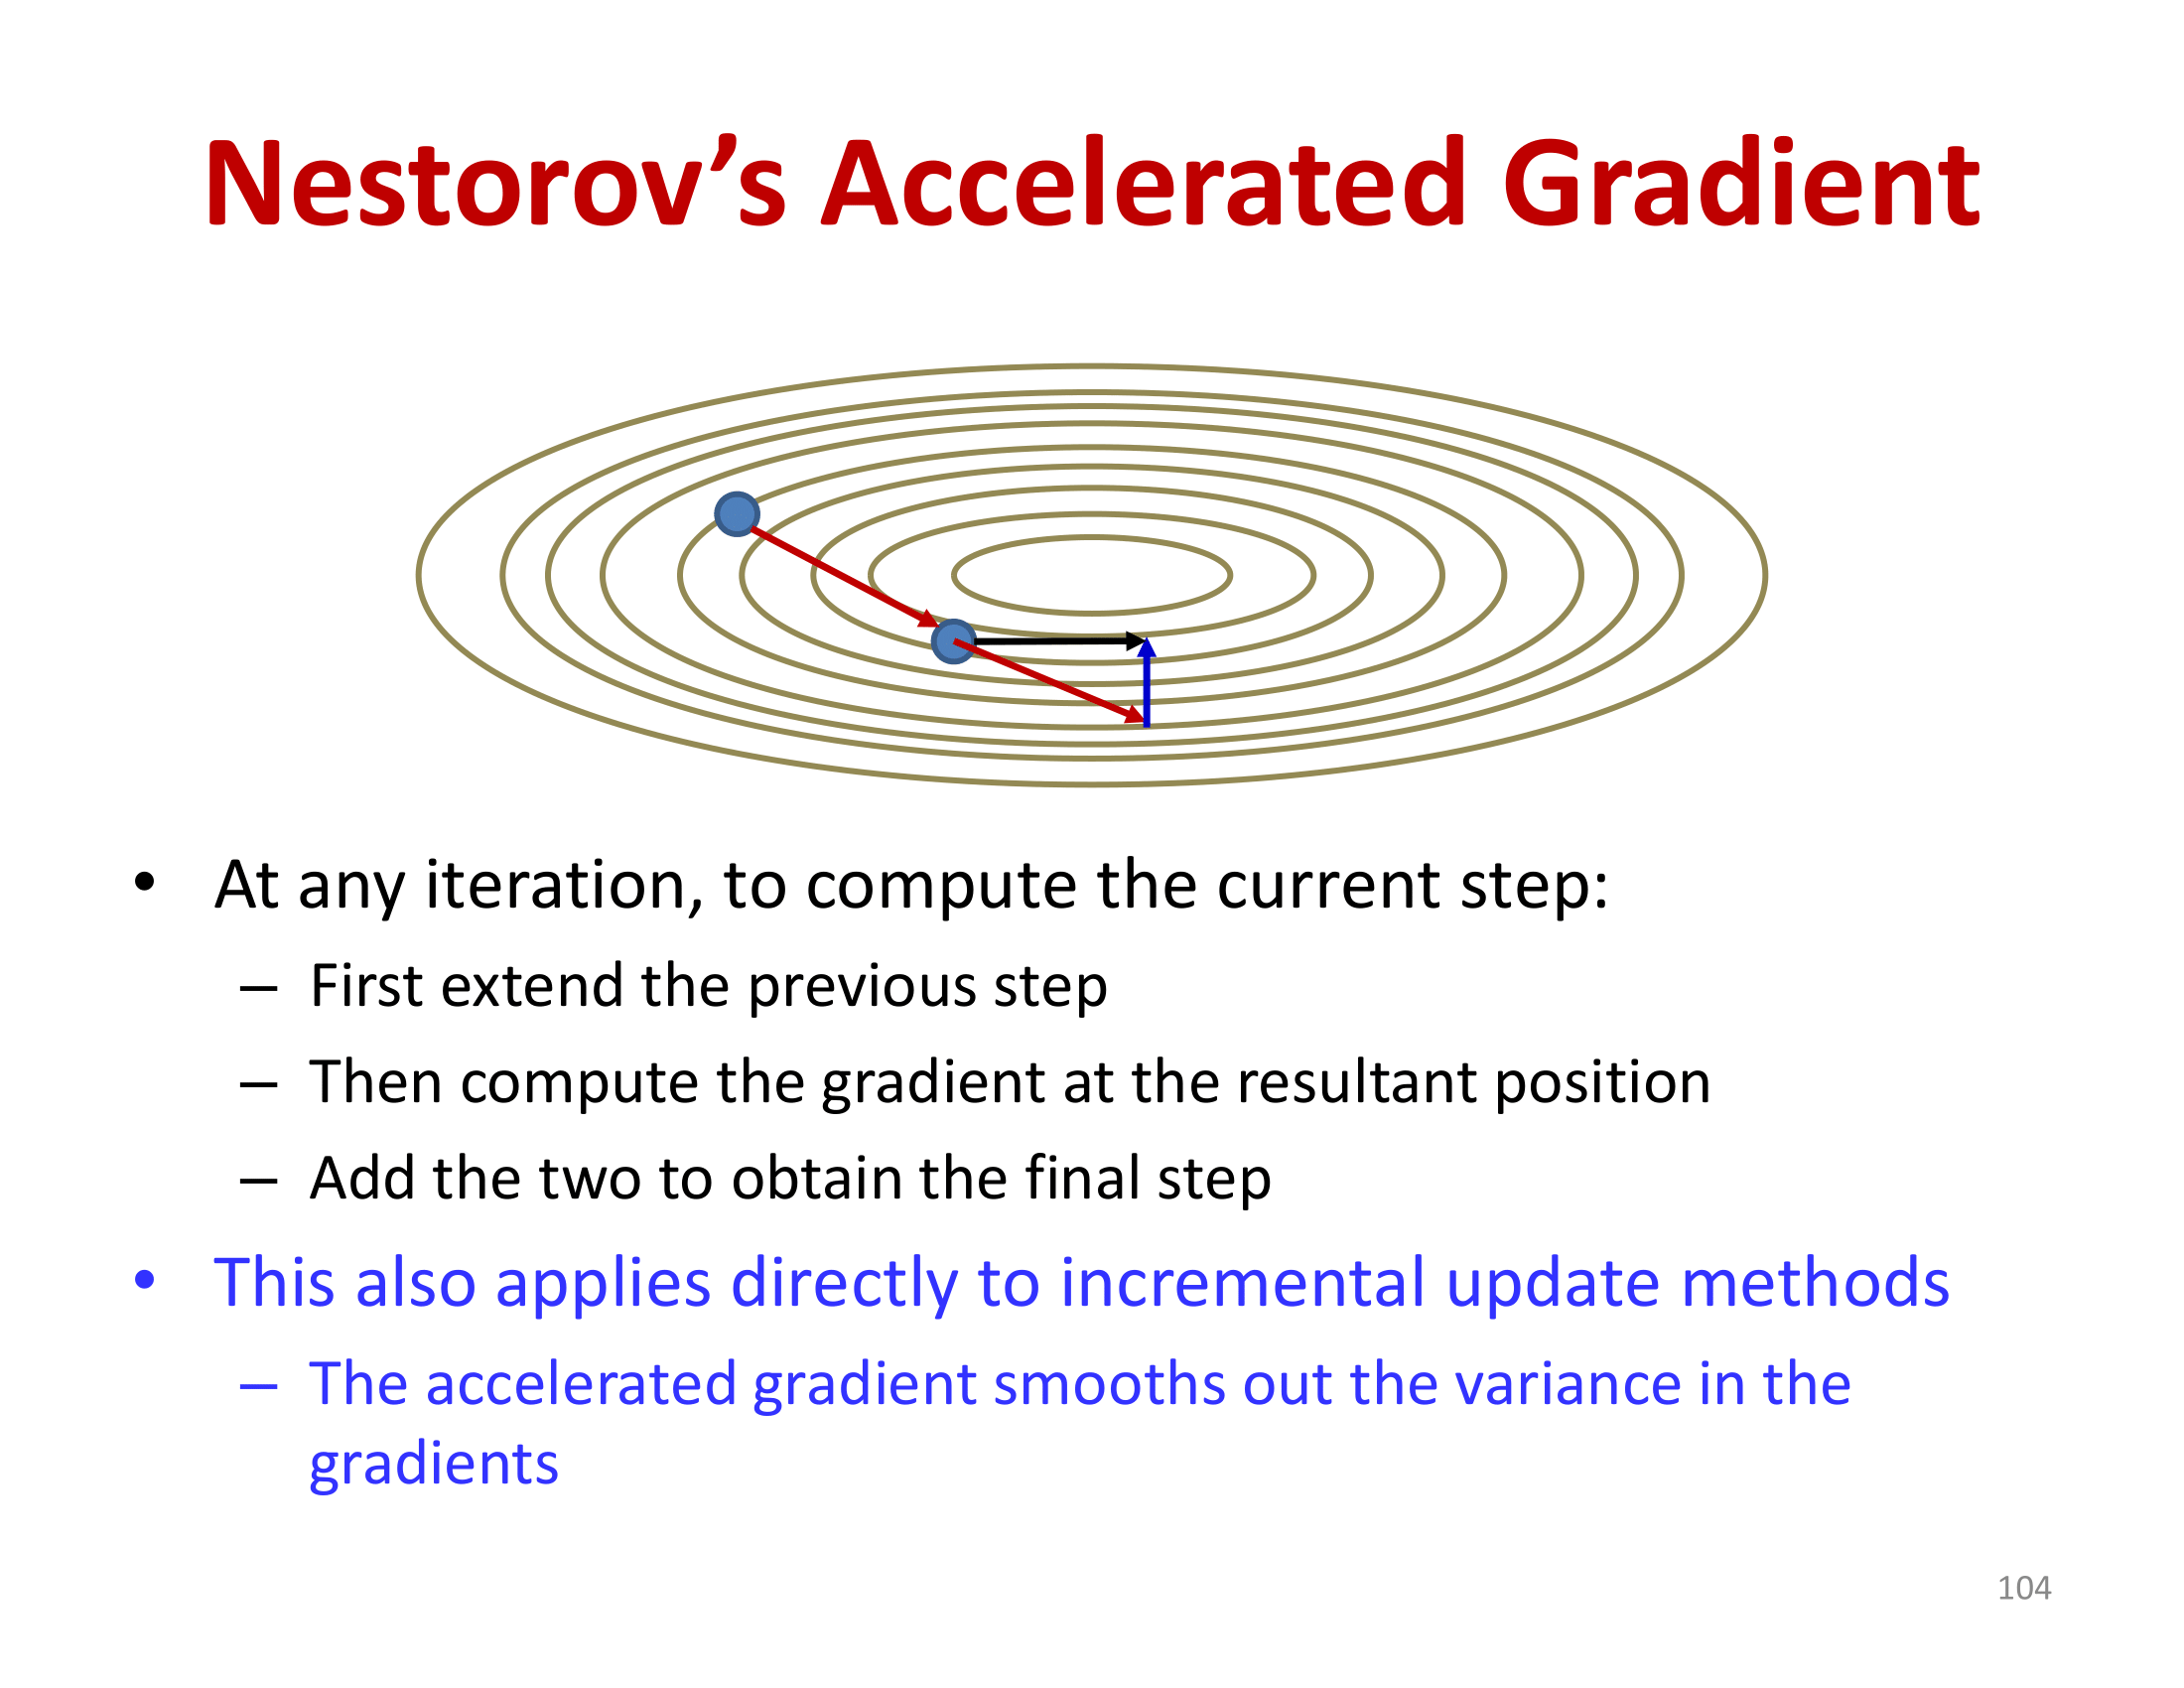 Nestorov’s Accelerated Gradient
• At any iteration, to compute the current step:
– First extend the previous step
– Then compute the gradient at the resultant position
– Add the two to obtain the final step
• This also applies directly to incremental update methods
– The accelerated gradient smooths out the variance in the
gradients
104